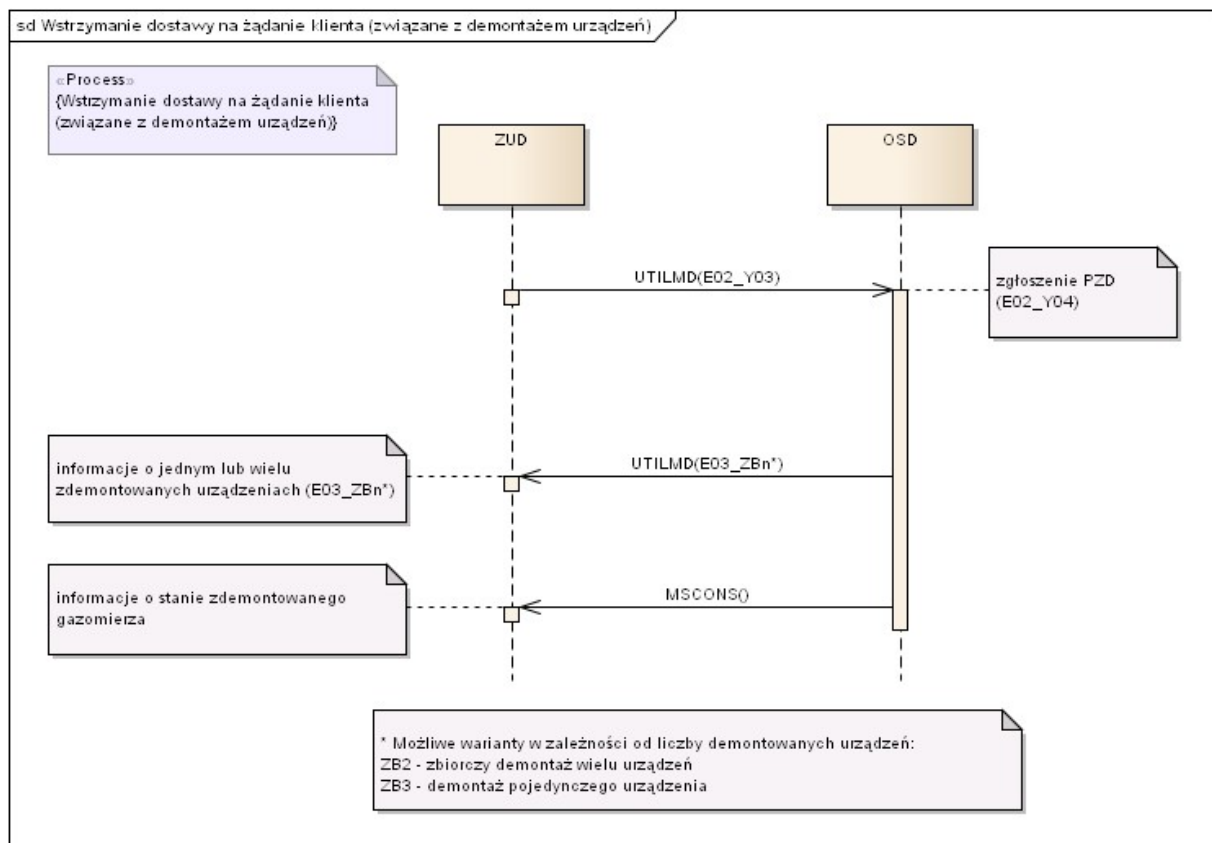 sd Wstrzymanie dostawy na żądanie klienta (związane z demontażem urządzeń)
«Process»
{Wstrzymanie dostawy na żądanie klienta
(związane z demontażem urządzeń)}
ZUD
OSD
UTILMD(E02_Y03)
zgłoszenie PZD
(E02_Y04)
informacje o jednym lub wielu
zdemontowanych urządzeniach (E03_ZBn*)
UTILMD(E03_ZBn*)
informacje o stanie zdemontowanego
gazomierza
MSCONS()
* Możliwe warianty w zależności od liczby demontowanych urządzeń:
ZB2 - zbiorczy demontaż wielu urządzeń
ZB3 - demontaż pojedynczego urządzenia